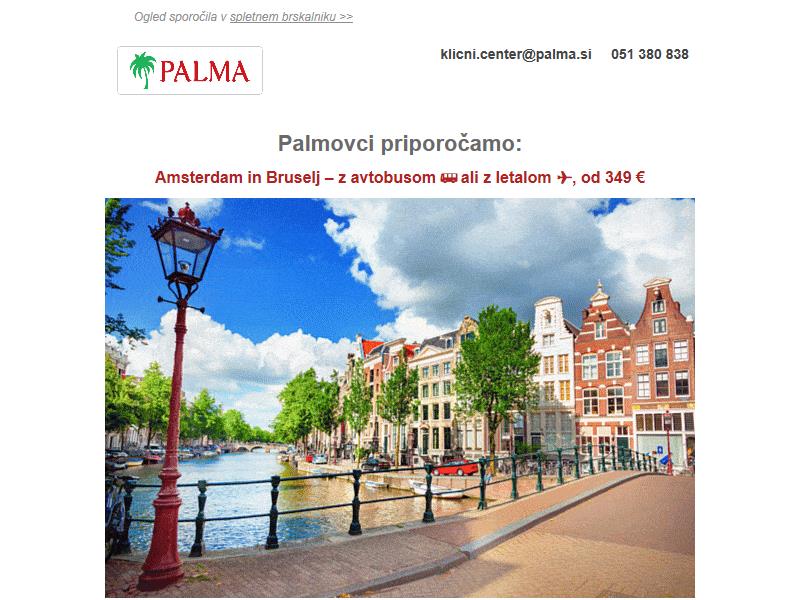 Ogled sporočila v spletnem brskalniku >>
PALMA
klicni.center@palma.si 051 380 838
Palmovci priporočamo:
Amsterdam in Bruselj – z avtobusom 🚌 ali z letalom ✈, od 349 €